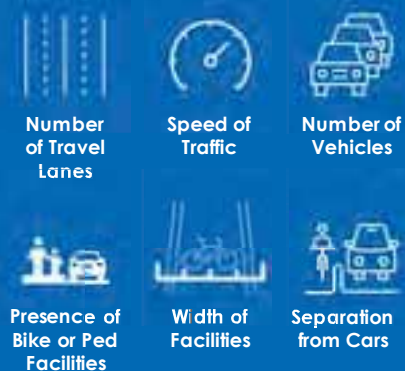 Number
of Travel
Lanes
Speed of
Traffic
Number of
Vehicles
Presence of
Bike or Ped
Facilities
Width of
Facilities
Separation
from Cars